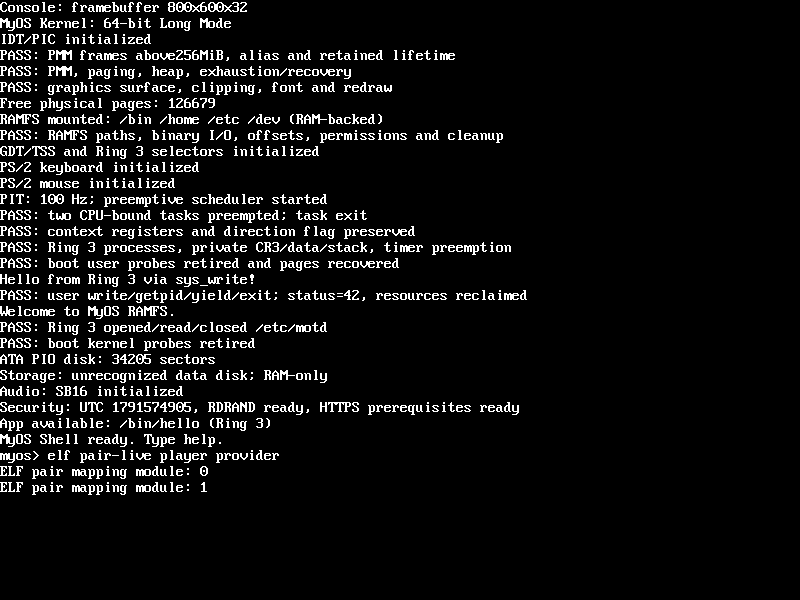 Console: framebuffer 800x600x32
MyOS Kernel: 64-bit Long Mode
IDT/PIC initialized
PASS: PMM frames above256MiB, alias and retained lifetime
PASS: PMM, paging, heap, exhaustion/recovery
PASS: graphics surface, clipping, font and redraw
Free physical pages: 126679
RAMFS mounted: /bin /home /etc /dev (RAM-backed)
PASS: RAMFS paths, binary I/O, offsets, permissions and cleanup
GDT/TSS and Ring 3 selectors initialized
PS/2 keyboard initialized
PS/2 mouse initialized
PIT: 100 Hz; preemptive scheduler started
PASS: two CPU-bound tasks preempted; task exit
PASS: context registers and direction flag preserved
PASS: Ring 3 processes, private CR3/data/stack, timer preemption
PASS: boot user probes retired and pages recovered
Hello from Ring 3 via sys_write!
PASS: user write/getpid/yield/exit; status=42, resources reclaimed
Welcome to MyOS RAMFS.
PASS: Ring 3 opened/read/closed /etc/motd
PASS: boot kernel probes retired
ATA PIO disk: 34205 sectors
Storage: unrecognized data disk; RAM-only
Audio: SB16 initialized
Security: UTC 1791574905, RDRAND ready, HTTPS prerequisites ready
App available: /bin/hello (Ring 3)
MyOS Shell ready. Type help.
myos> elf pair-live player provider
ELF pair mapping module: 0
ELF pair mapping module: 1